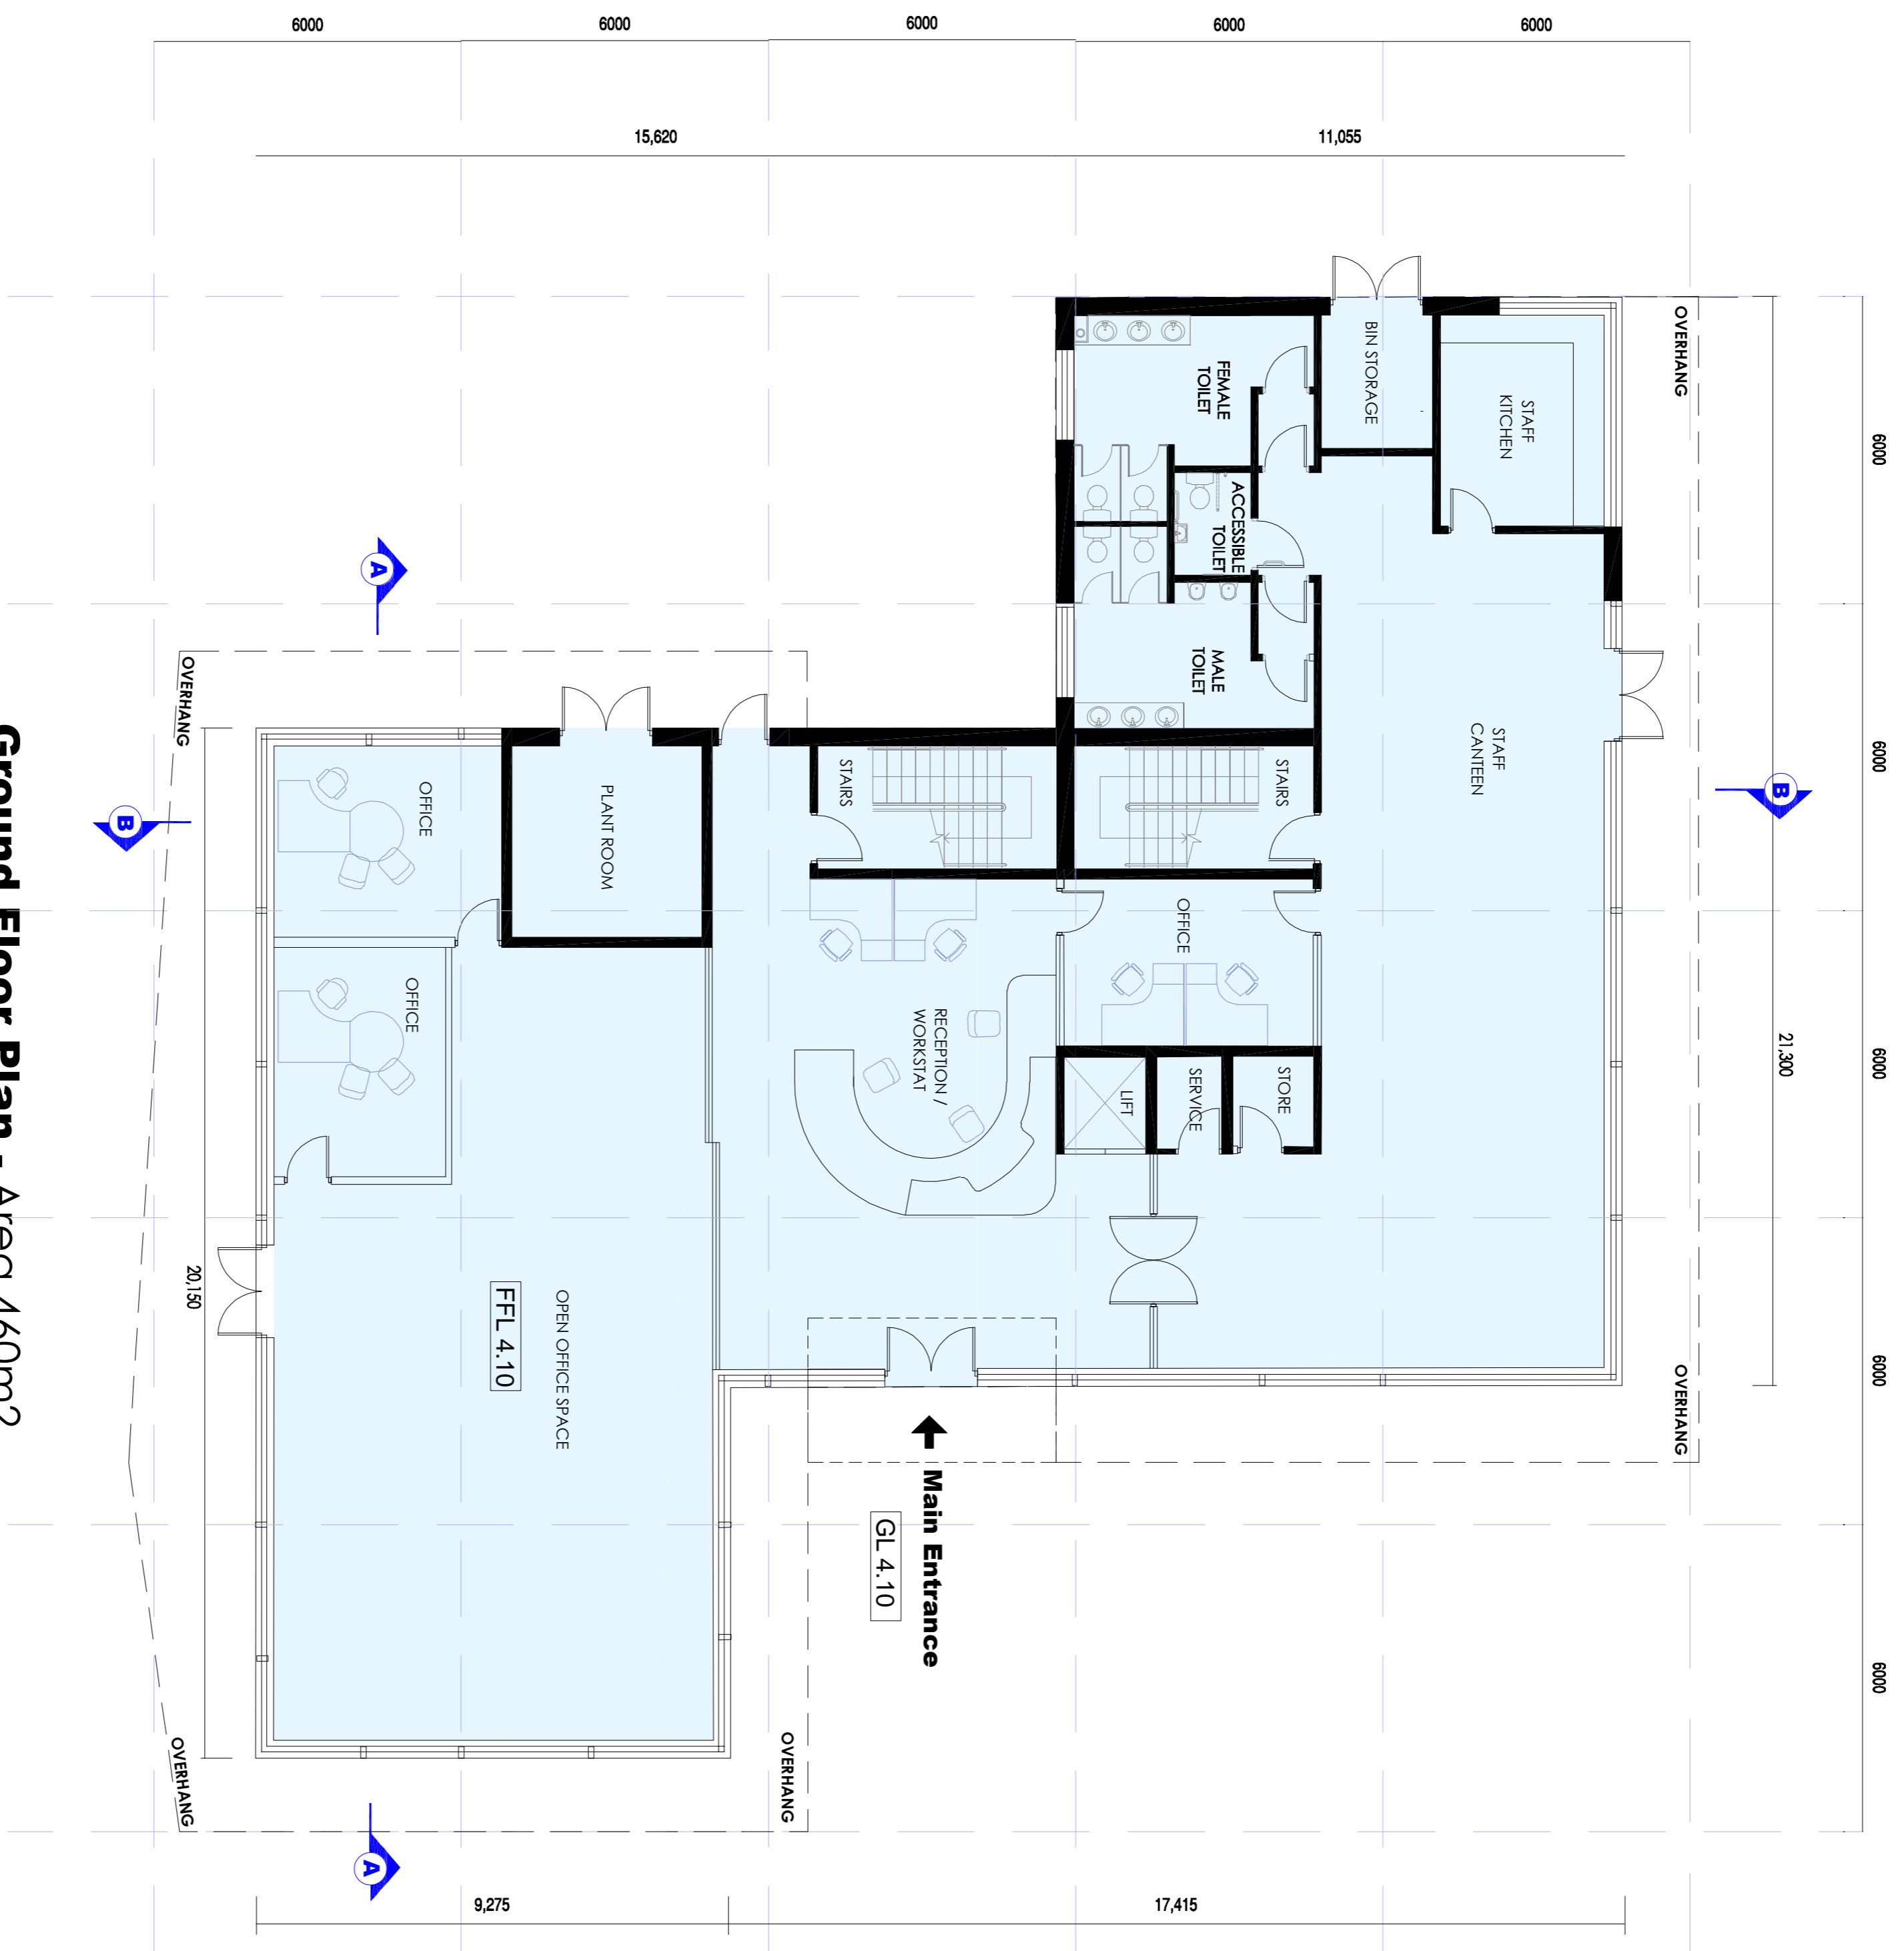 6000
6000
6000
6000
6000
15,620
11,055
OVERHANG
6000
BIN STORAGE
STAFF
KITCHEN
FEMALE
TOILET
ACCESSIBLE
TOILET
A
MALE
TOILET
OVERHANG
STAFF
CANTEEN
6000
B
B
OFFICE
PLANT ROOM
STAIRS
STAIRS
OFFICE
OFFICE
RECEPTION /
WORKSTAT
LIFT
SERVICE
STORE
21,300
6000
20,150
FFL 4.10
OPEN OFFICE SPACE
OVERHANG
6000
Main Entrance
GL 4.10
6000
OVERHANG
OVERHANG
A
9,275
17,415
Ground Floor Plan - Area 460m2